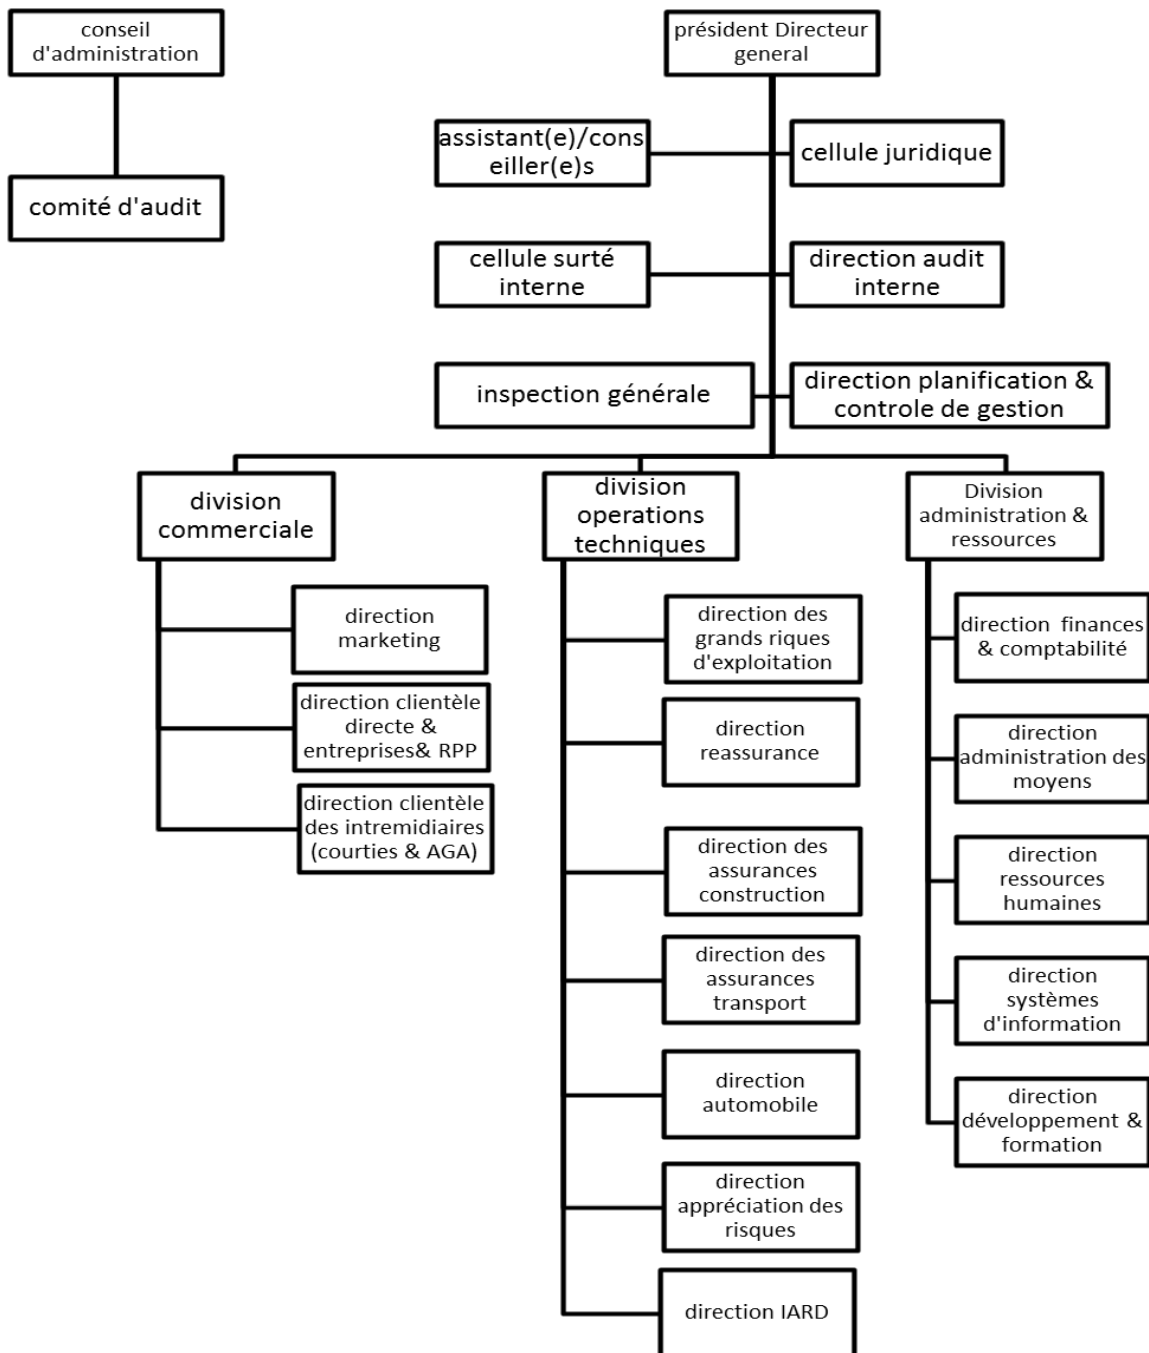 conseil
d'administration
comité d'audit
président Directeur
general
assistant(e)/cons
eiller(e)s
cellule juridique
cellule surté
interne
direction audit
interne
inspection générale
direction planification &
controle de gestion
division
commerciale
direction
marketing
direction clientèle
directe &
entreprises& RPP
direction clientèle
des intremidiaires
(courties & AGA)
division
operations
techniques
direction des
grands riques
d'exploitation
direction
reassurance
direction des
assurances
construction
direction des
assurances
transport
direction
automobile
direction
appréciation des
risques
direction IARD
Division
administration &
ressources
direction  finances
& comptabilité
direction
administration des
moyens
direction
ressources
humaines
direction
systèmes
d'information
direction
développement &
formation